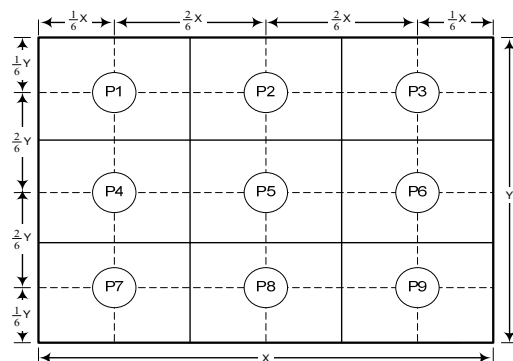 1/6 X 2/6 X 2/6 X 1/6 X
1/6 Y
P1 P2 P3
2/6 Y
P4 P5 P6
Y
2/6 Y
P7 P8 P9
1/6 Y
X